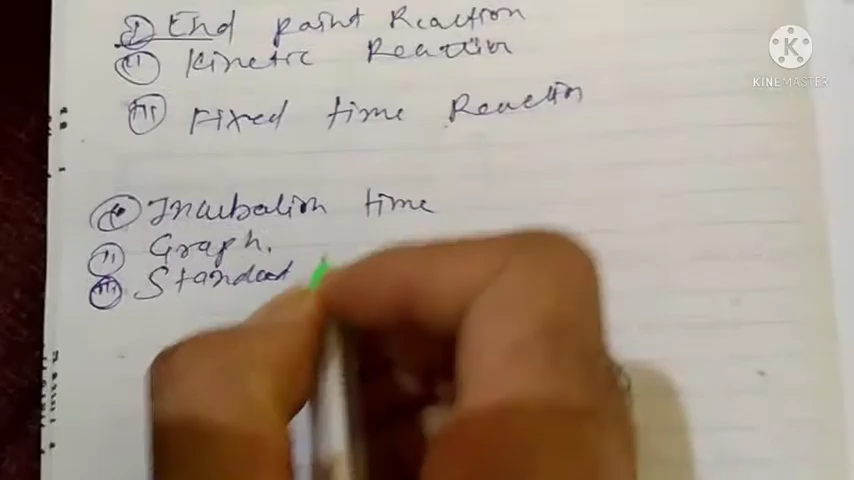 (I) End point Reaction
(II) Kinetic Reaction
(III) Fixed time Reaction
(I) Incubation time
(II) Graph.
(III) Standard
KINEMASTER